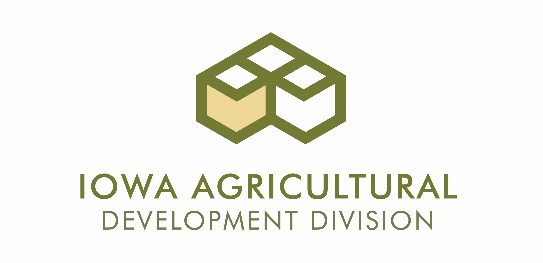 IOWA AGRICULTURAL
DEVELOPMENT DIVISION